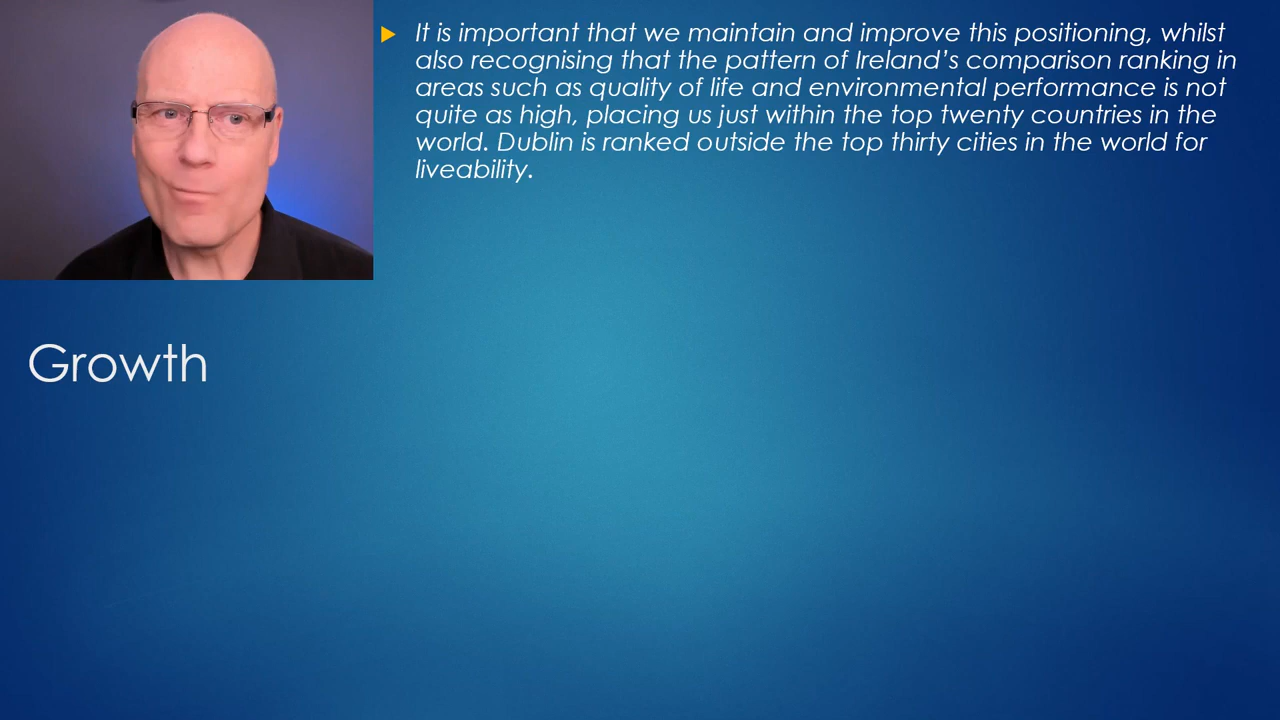 It is important that we maintain and improve this positioning, whilst
also recognising that the pattern of Ireland’s comparison ranking in
areas such as quality of life and environmental performance is not
quite as high, placing us just within the top twenty countries in the
world. Dublin is ranked outside the top thirty cities in the world for
liveability.
Growth